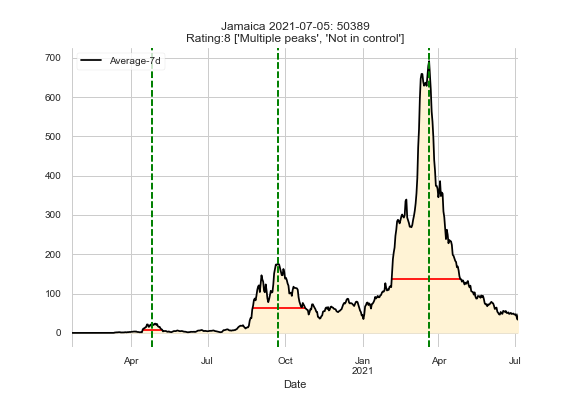 Jamaica 2021-07-05: 50389
Rating:8 ['Multiple peaks', 'Not in control']
Average-7d
700
600
500
400
300
200
100
0
Apr
Jul
Oct
Jan
2021
Apr
Jul
Date